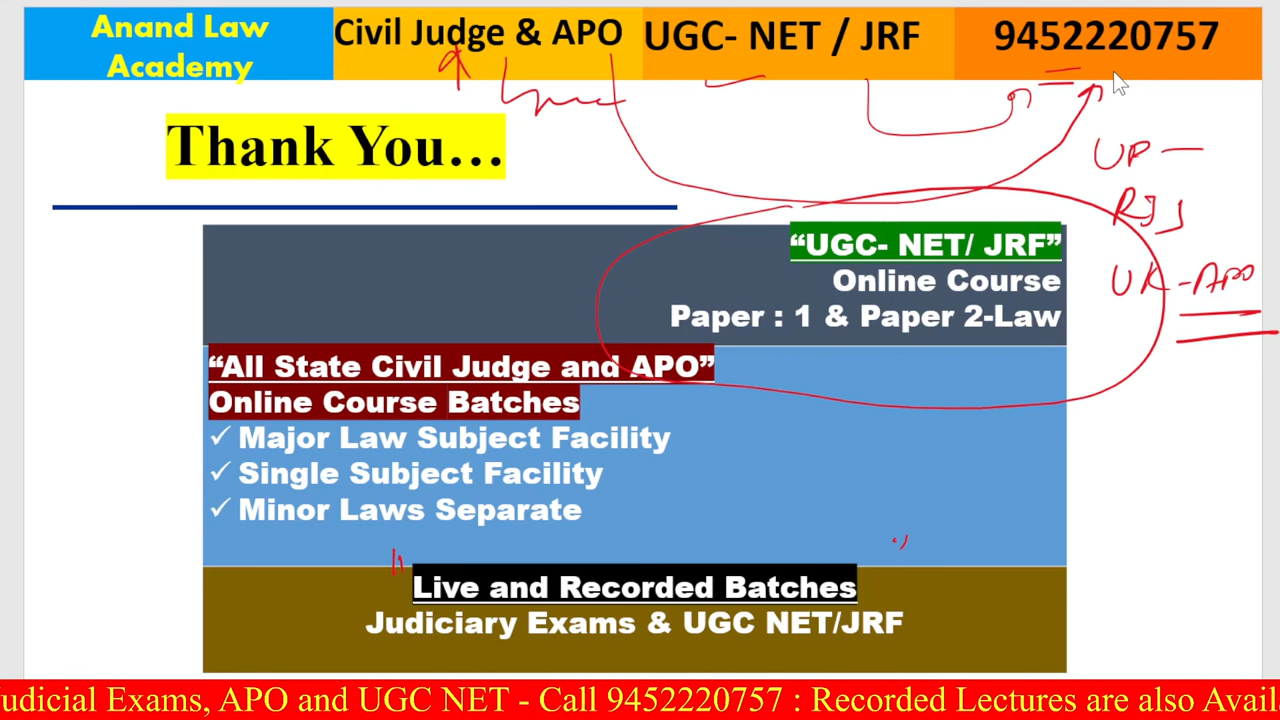 Anand Law
Academy
Civil Judge & APO
UGC- NET / JRF
9452220757
Thank You…
UP -
RJJ
UK - APO
“UGC- NET/ JRF”
Online Course
Paper : 1 & Paper 2-Law
“All State Civil Judge and APO”
Online Course Batches
✓ Major Law Subject Facility
✓ Single Subject Facility
✓ Minor Laws Separate
Live and Recorded Batches
Judiciary Exams & UGC NET/JRF
Judicial Exams, APO and UGC NET - Call 9452220757 : Recorded Lectures are also Avail